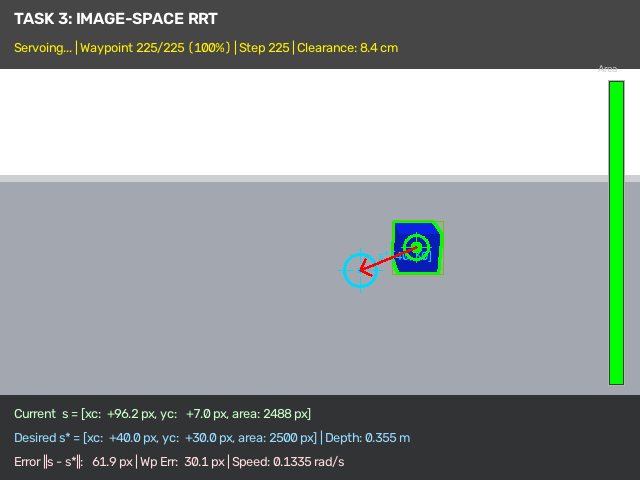 TASK 3: IMAGE-SPACE RRT
Servoing... | Waypoint 225/225 (100%) | Step 225 | Clearance: 8.4 cm
Area
Current s = [xc: +96.2 px, yc: +7.0 px, area: 2488 px]
Desired s* = [xc: +40.0 px, yc: +30.0 px, area: 2500 px] | Depth: 0.355 m
Error ||s - s*||: 61.9 px | Wp Err: 30.1 px | Speed: 0.1335 rad/s